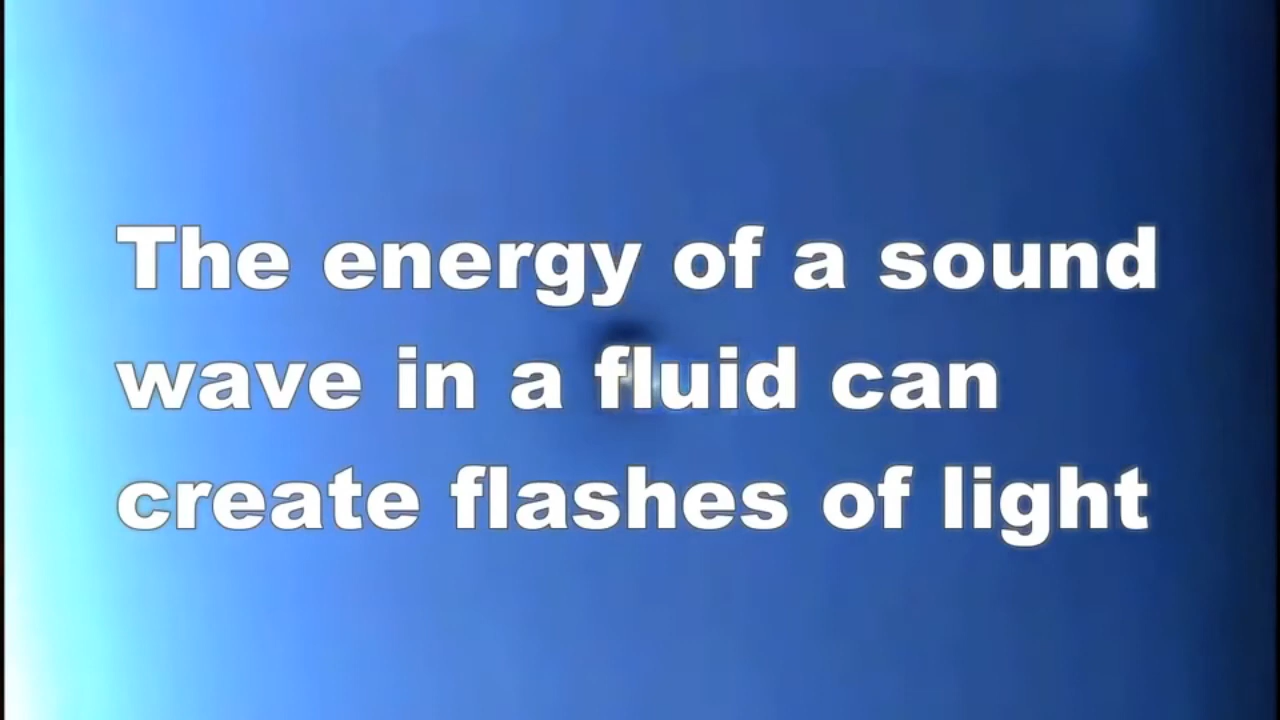 The energy of a sound
wave in a fluid can
create flashes of light